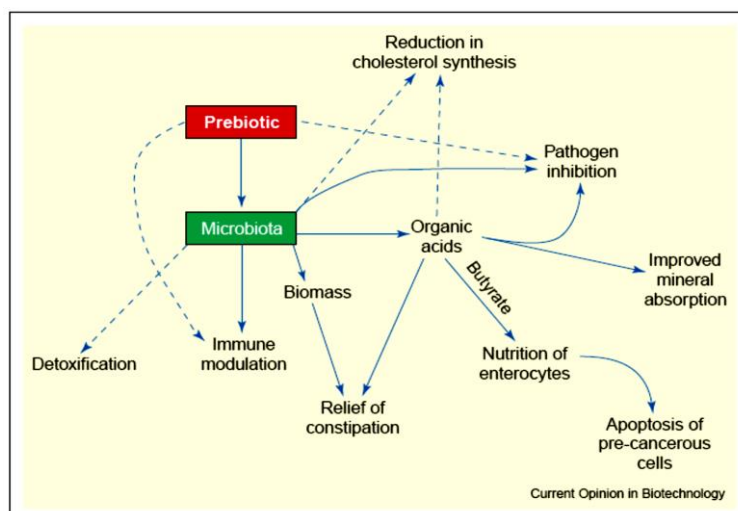 Reduction in
cholesterol synthesis
Prebiotic
Pathogen
inhibition
Microbiota
Organic
acids
Improved
mineral
absorption
Butyrate
Biomass
Detoxification
Immune
modulation
Nutrition of
enterocytes
Relief of
constipation
Apoptosis of
pre-cancerous
cells
Current Opinion in Biotechnology